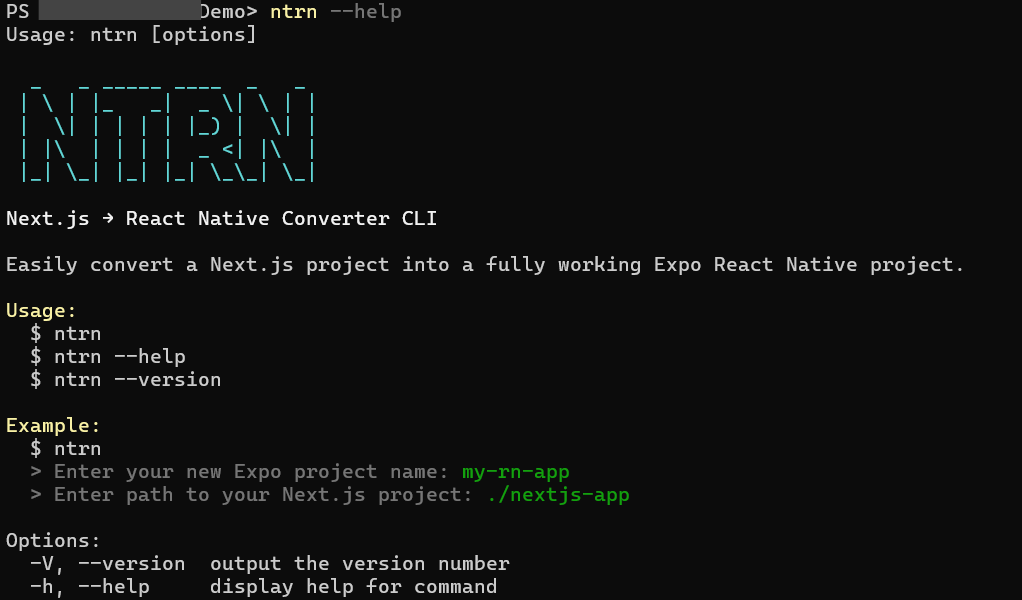 PS Demo> ntrn --help
Usage: ntrn [options]
NTRN
Next.js → React Native Converter CLI
Easily convert a Next.js project into a fully working Expo React Native project.
Usage:
$ ntrn
$ ntrn --help
$ ntrn --version
Example:
$ ntrn
> Enter your new Expo project name: my-rn-app
> Enter path to your Next.js project: ./nextjs-app
Options:
-V, --version  output the version number
-h, --help     display help for command